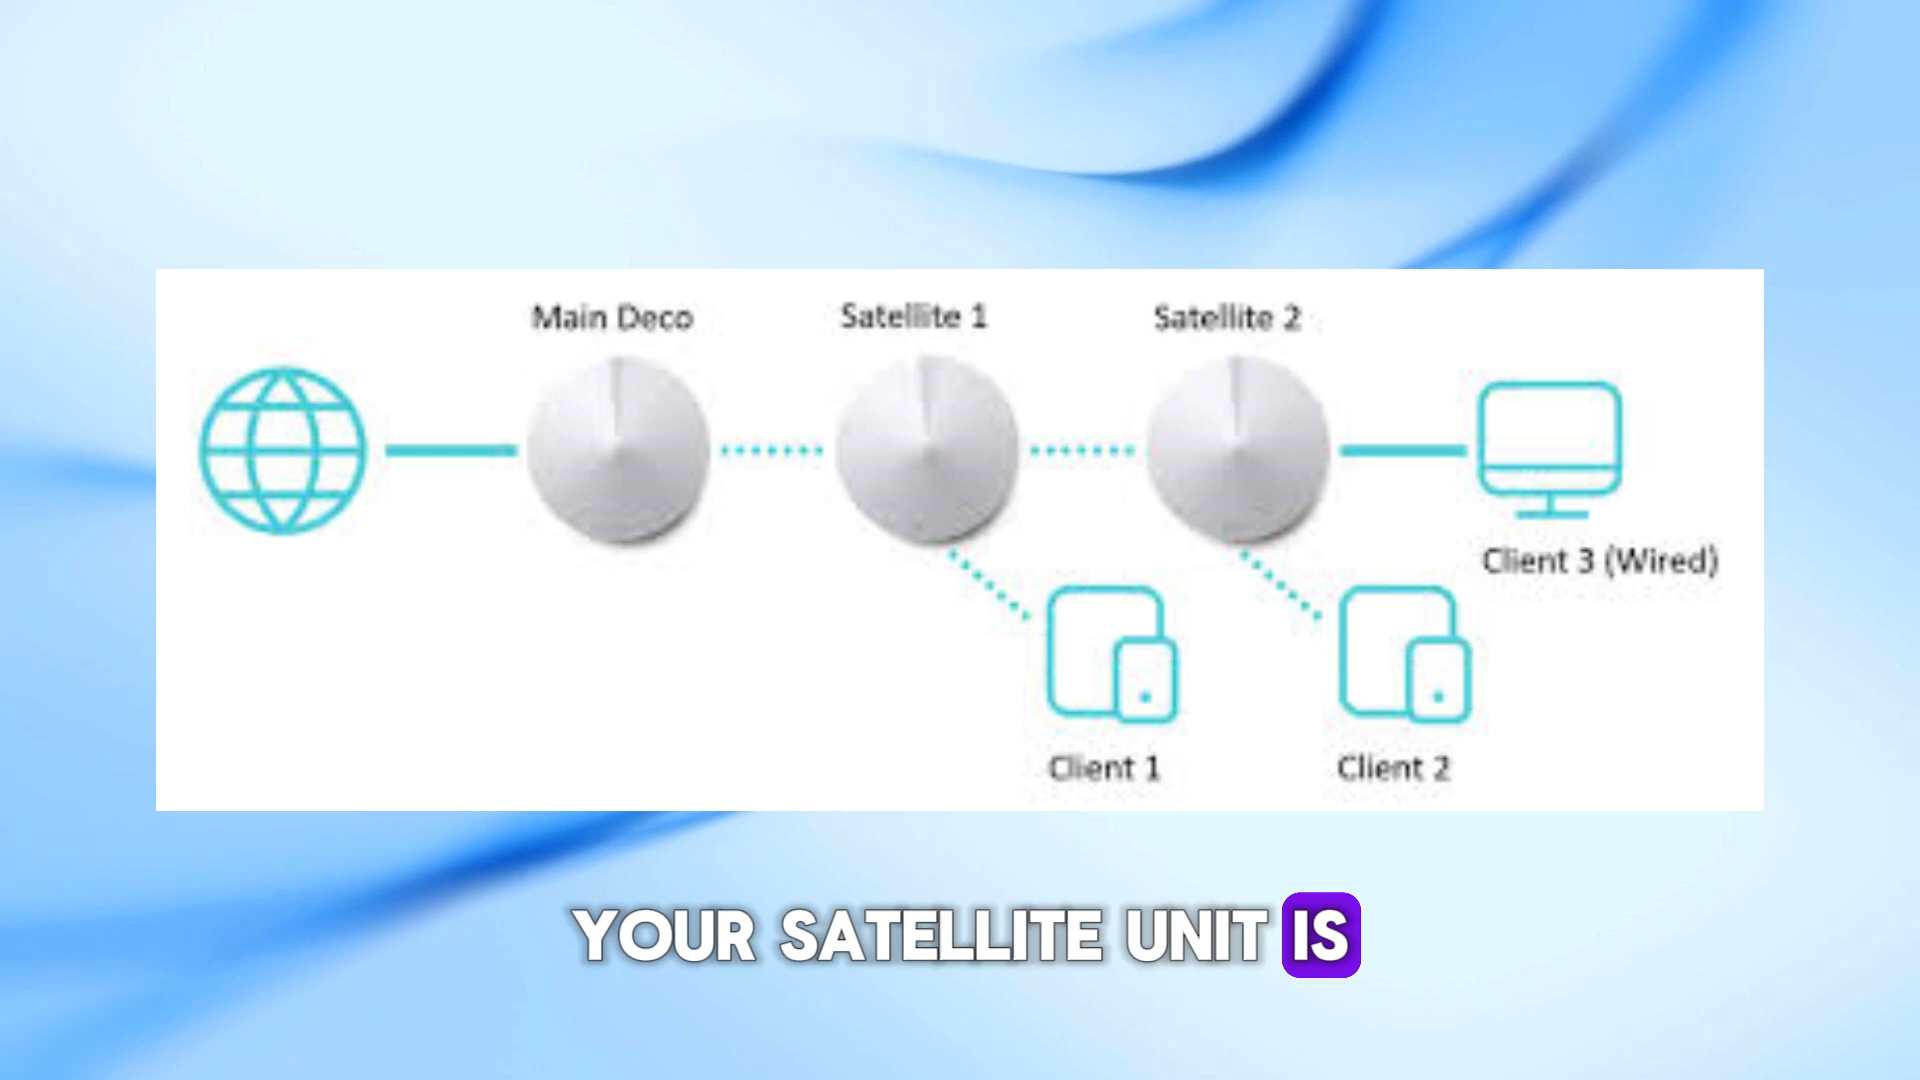 Main Deco
Satellite 1
Satellite 2
Client 3 (Wired)
Client 1
Client 2
YOUR SATELLITE UNIT IS